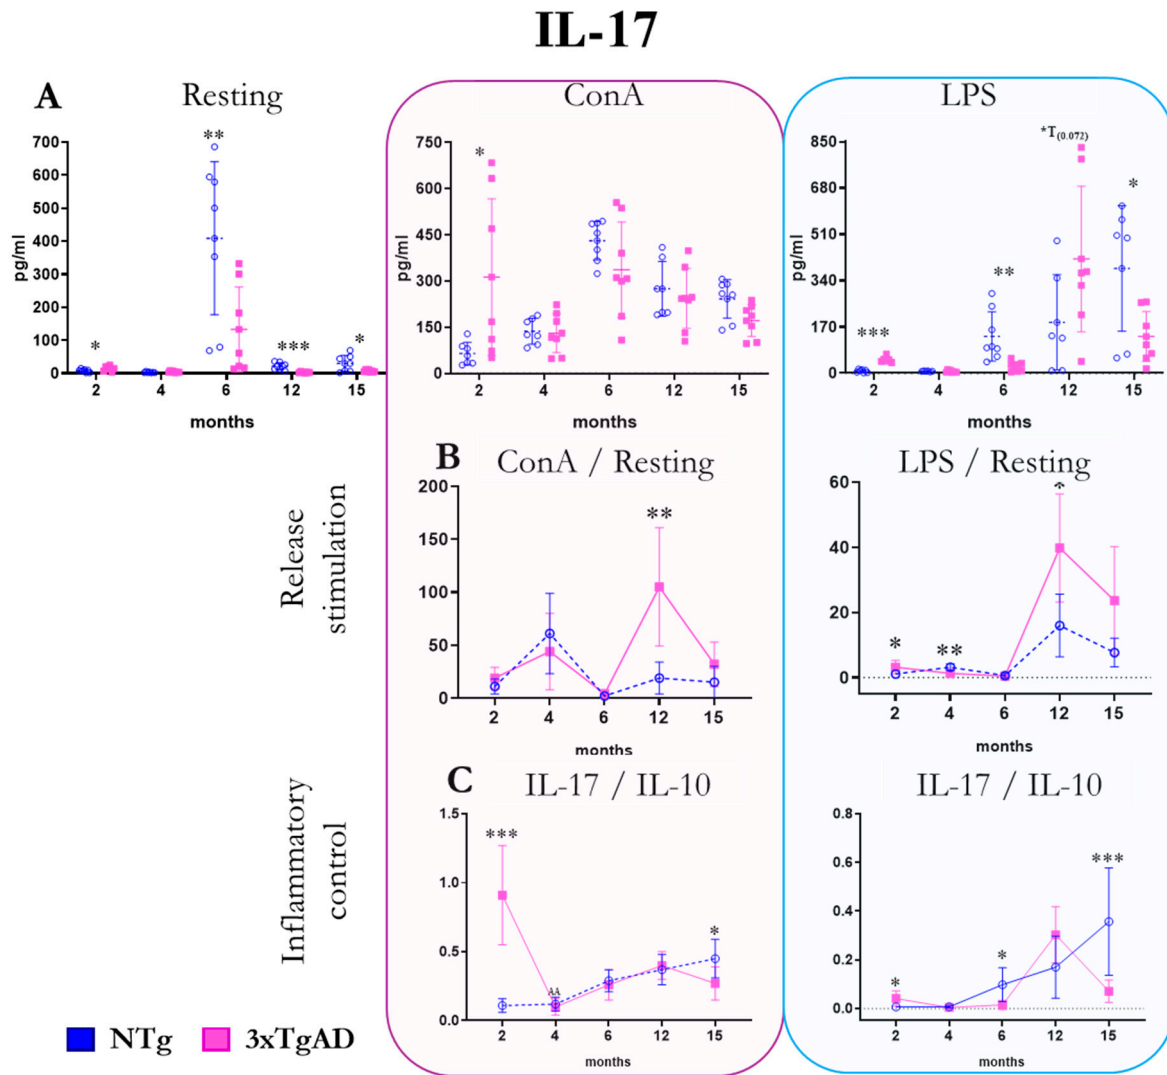 IL-17
A
Resting
ConA
LPS
700
600
500
400
300
200
100
0
pg/ml
*
**
***
*
2 4 6 12 15
months
750
600
450
300
150
0
pg/ml
*
2 4 6 12 15
months
850
680
510
340
170
0
pg/ml
***
**
*T(0.072)
*
2 4 6 12 15
months
B
ConA / Resting
LPS / Resting
Release
stimulation
200
150
100
50
0
**
2 4 6 12 15
months
60
40
20
0
*
**
*
2 4 6 12 15
months
C
IL-17 / IL-10
IL-17 / IL-10
Inflammatory
control
1.5
1.0
0.5
0.0
***
AA
*
2 4 6 12 15
months
0.8
0.6
0.4
0.2
0.0
*
*
***
2 4 6 12 15
months
NTg 3xTgAD